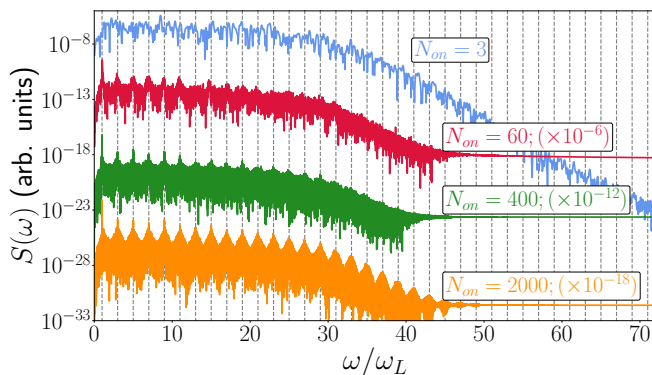 S(ω) (arb. units)
10⁻⁸
10⁻¹³
10⁻¹⁸
10⁻²³
10⁻²⁸
10⁻³³
N_{on} = 3
N_{on} = 60; (×10⁻⁶)
N_{on} = 400; (×10⁻¹²)
N_{on} = 2000; (×10⁻¹⁸)
0 10 20 30 40 50 60 70
ω/ω_L